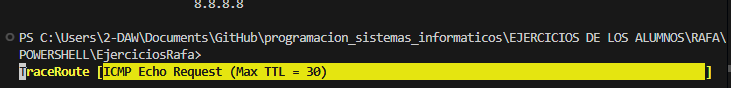 8.8.8.8
PS C:\Users\2-DAW\Documents\GitHub\programacion_sistemas_informaticos\EJERCICIOS DE LOS ALUMNOS\RAFA\
POWERSHELL\EjerciciosRafa>
TraceRoute [ICMP Echo Request (Max TTL = 30) ]